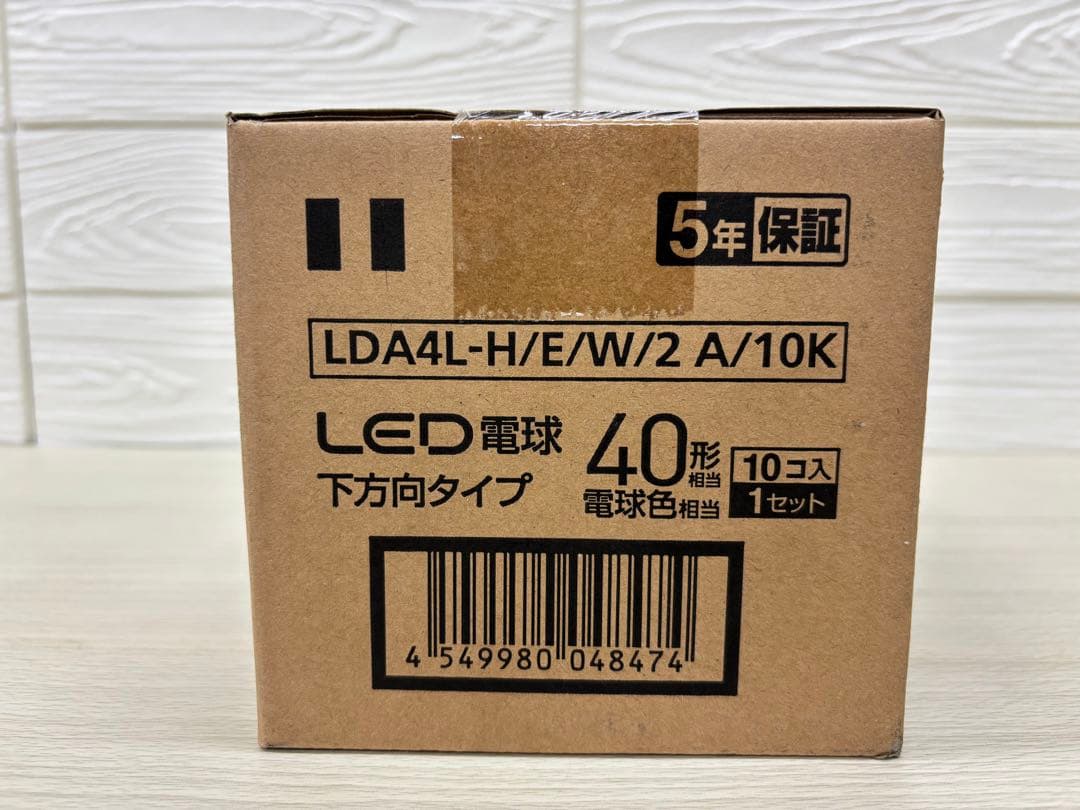 5年保証
LDA4L-H/E/W/2 A/10K
LED電球
下方向タイプ
40形相当
電球色相当
10コ入
1セット
4 549980 048474